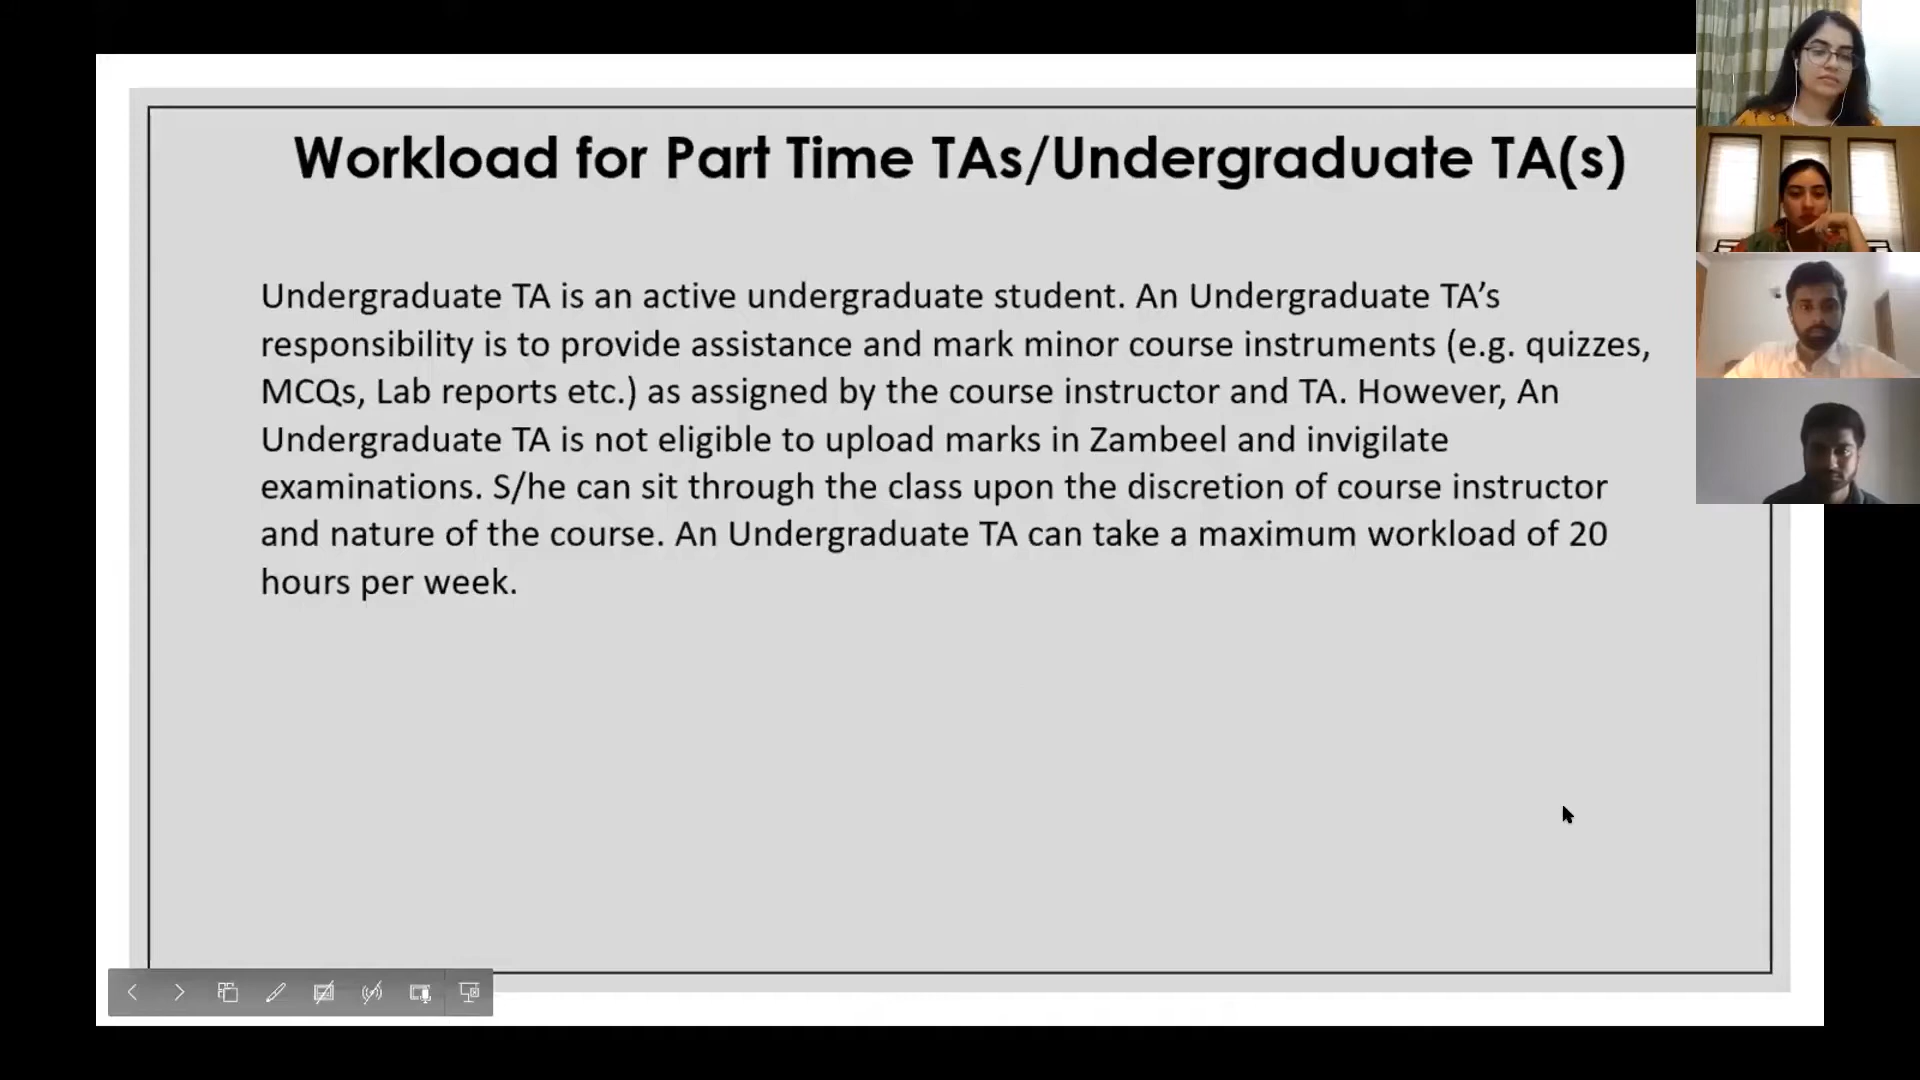 Workload for Part Time TAs/Undergraduate TA(s)
Undergraduate TA is an active undergraduate student. An Undergraduate TA’s
responsibility is to provide assistance and mark minor course instruments (e.g. quizzes,
MCQs, Lab reports etc.) as assigned by the course instructor and TA. However, An
Undergraduate TA is not eligible to upload marks in Zambeel and invigilate
examinations. S/he can sit through the class upon the discretion of course instructor
and nature of the course. An Undergraduate TA can take a maximum workload of 20
hours per week.